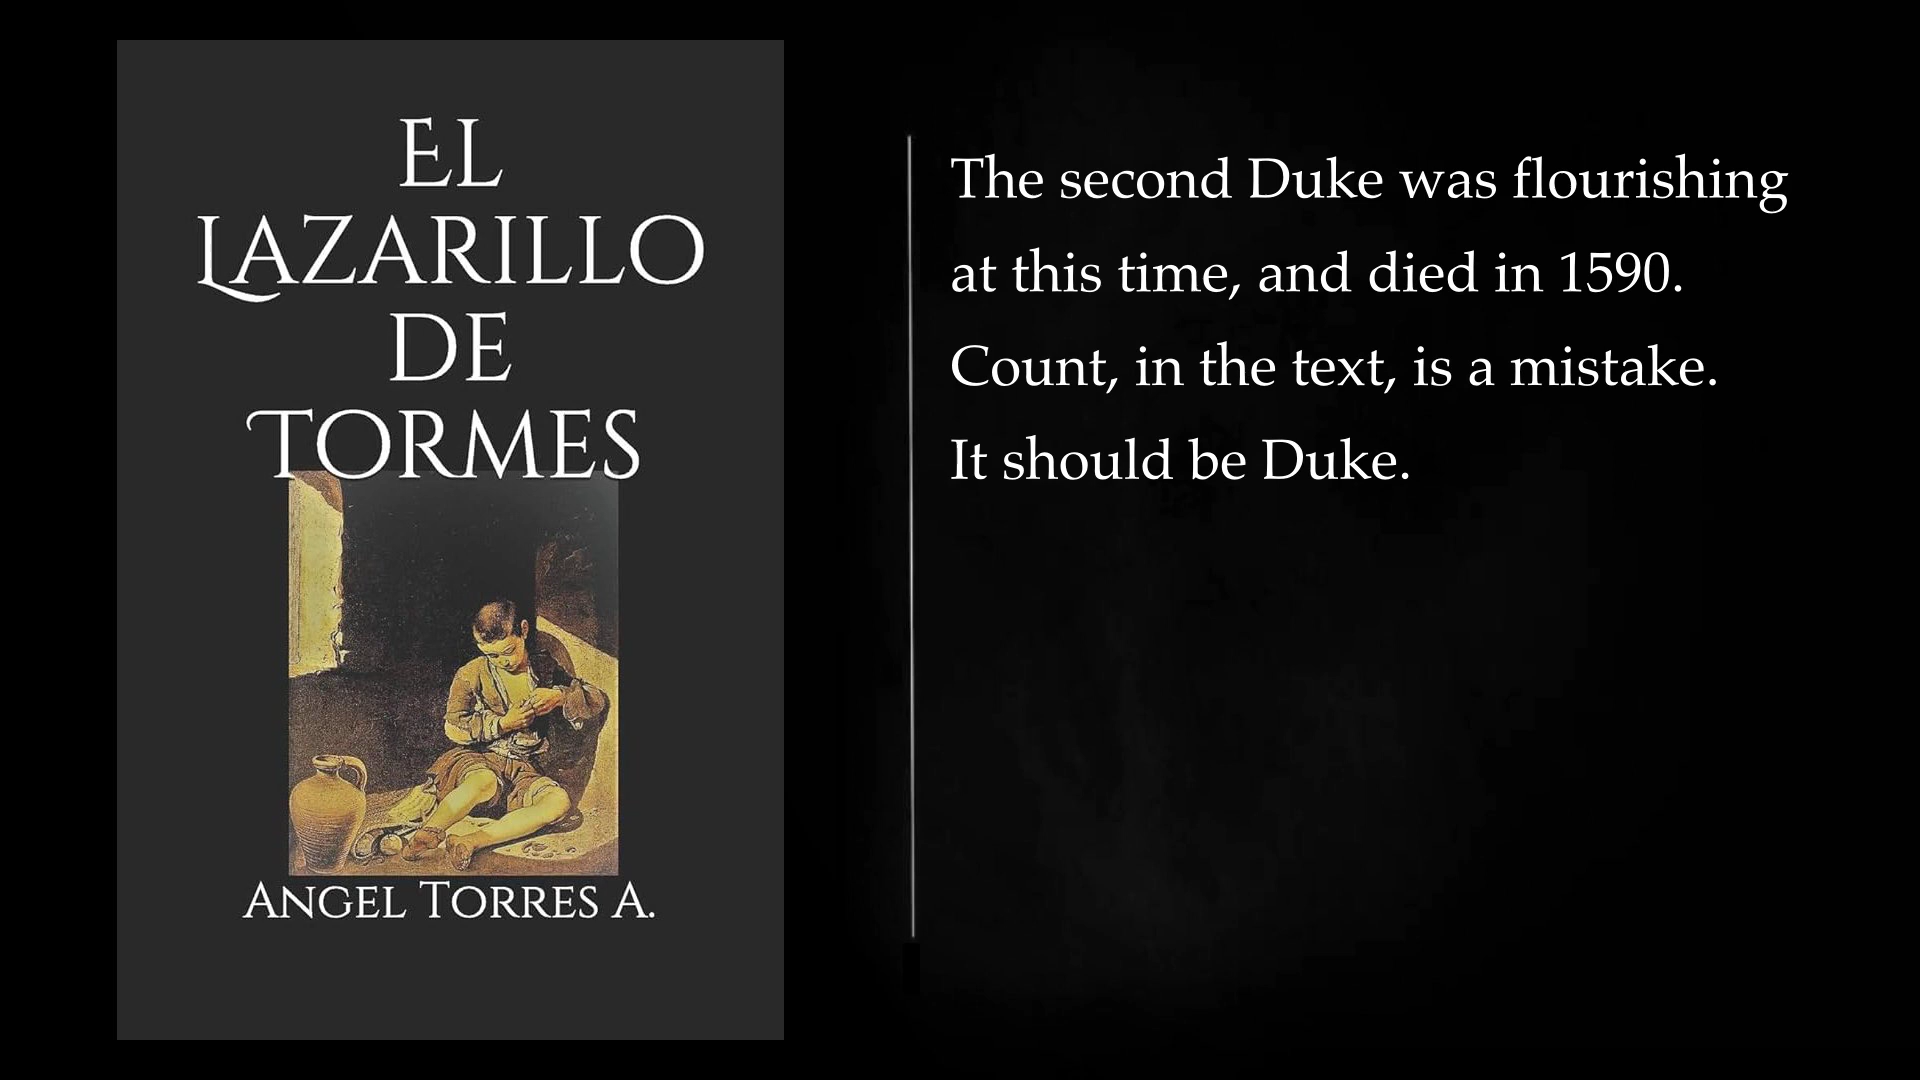 EL
LAZARILLO
DE
TORMES
ANGEL TORRES A.
The second Duke was flourishing
at this time, and died in 1590.
Count, in the text, is a mistake.
It should be Duke.